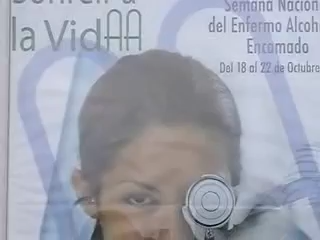 la VidAA
Semana Nacion
del Enfermo Alcoh
Encamado
Del 18 al 22 de Octubre